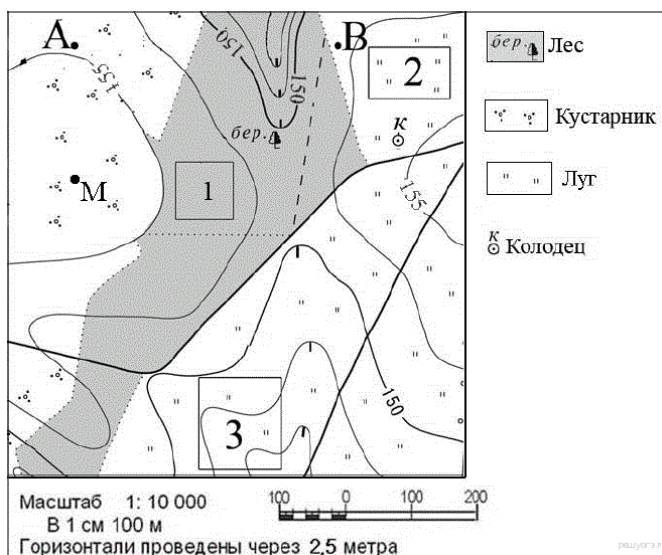 А
В
155
150
150
2
бер.
к
М
1
155
3
150
бер. Лес
Кустарник
Луг
к Колодец
Масштаб 1: 10 000
В 1 см 100 м
100 0 100 200
Горизонтали проведены через 2,5 метра